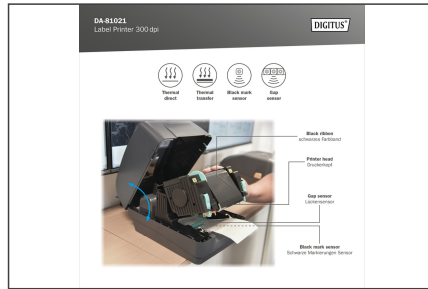 DA-81021
Label Printer 300 dpi
DIGITUS®
Thermal
direct
Thermal
transfer
Black mark
sensor
Gap
sensor
Black ribbon
schwarzes Farbband
Printer head
Druckerkopf
Gap sensor
Lückensensor
Black mark sensor
Schwarze Markierungen Sensor